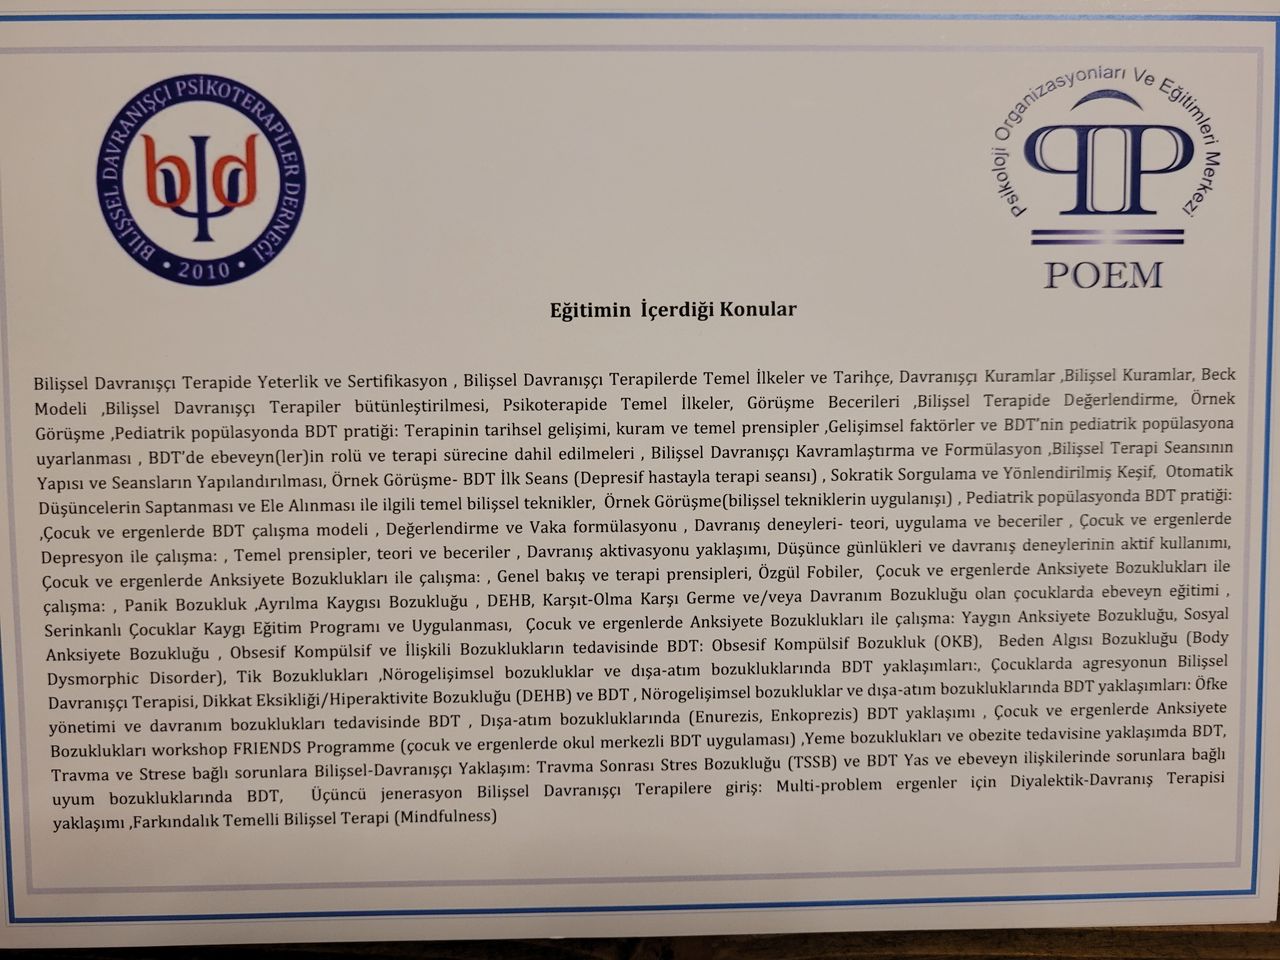 BİLİŞSEL DAVRANIŞÇI PSİKOTERAPİLER DERNEĞİ
• 2010 •
bψd
Psikoloji Organizasyonları Ve Eğitimleri Merkezi
POEM
Eğitimin İçerdiği Konular
Bilişsel Davranışçı Terapide Yeterlik ve Sertifikasyon , Bilişsel Davranışçı Terapilerde Temel İlkeler ve Tarihçe, Davranışçı Kuramlar ,Bilişsel Kuramlar, Beck
Modeli ,Bilişsel Davranışçı Terapiler bütünleştirilmesi, Psikoterapide Temel İlkeler, Görüşme Becerileri ,Bilişsel Terapide Değerlendirme, Örnek
Görüşme ,Pediatrik popülasyonda BDT pratiği: Terapinin tarihsel gelişimi, kuram ve temel prensipler ,Gelişimsel faktörler ve BDT'nin pediatrik popülasyona
uyarlanması , BDT'de ebeveyn(ler)in rolü ve terapi sürecine dahil edilmeleri , Bilişsel Davranışçı Kavramlaştırma ve Formülasyon ,Bilişsel Terapi Seansının
Yapısı ve Seansların Yapılandırılması, Örnek Görüşme- BDT İlk Seans (Depresif hastayla terapi seansı) , Sokratik Sorgulama ve Yönlendirilmiş Keşif, Otomatik
Düşüncelerin Saptanması ve Ele Alınması ile ilgili temel bilişsel teknikler, Örnek Görüşme(bilişsel tekniklerin uygulanışı) , Pediatrik popülasyonda BDT pratiği:
,Çocuk ve ergenlerde BDT çalışma modeli , Değerlendirme ve Vaka formülasyonu , Davranış deneyleri- teori, uygulama ve beceriler , Çocuk ve ergenlerde
Depresyon ile çalışma: , Temel prensipler, teori ve beceriler , Davranış aktivasyonu yaklaşımı, Düşünce günlükleri ve davranış deneylerinin aktif kullanımı,
Çocuk ve ergenlerde Anksiyete Bozuklukları ile çalışma: , Genel bakış ve terapi prensipleri, Özgül Fobiler, Çocuk ve ergenlerde Anksiyete Bozuklukları ile
çalışma: , Panik Bozukluk ,Ayrılma Kaygısı Bozukluğu , DEHB, Karşıt-Olma Karşı Germe ve/veya Davranım Bozukluğu olan çocuklarda ebeveyn eğitimi ,
Serinkanlı Çocuklar Kaygı Eğitim Programı ve Uygulanması, Çocuk ve ergenlerde Anksiyete Bozuklukları ile çalışma: Yaygın Anksiyete Bozukluğu, Sosyal
Anksiyete Bozukluğu , Obsesif Kompülsif ve İlişkili Bozuklukların tedavisinde BDT: Obsesif Kompülsif Bozukluk (OKB), Beden Algısı Bozukluğu (Body
Dysmorphic Disorder), Tik Bozuklukları ,Nörogelişimsel bozukluklar ve dışa-atım bozukluklarında BDT yaklaşımları:, Çocuklarda agresyonun Bilişsel
Davranışçı Terapisi, Dikkat Eksikliği/Hiperaktivite Bozukluğu (DEHB) ve BDT , Nörogelişimsel bozukluklar ve dışa-atım bozukluklarında BDT yaklaşımları: Öfke
yönetimi ve davranım bozuklukları tedavisinde BDT , Dışa-atım bozukluklarında (Enurezis, Enkoprezis) BDT yaklaşımı , Çocuk ve ergenlerde Anksiyete
Bozuklukları workshop FRIENDS Programme (çocuk ve ergenlerde okul merkezli BDT uygulaması) ,Yeme bozuklukları ve obezite tedavisine yaklaşımda BDT,
Travma ve Strese bağlı sorunlara Bilişsel-Davranışçı Yaklaşım: Travma Sonrası Stres Bozukluğu (TSSB) ve BDT Yas ve ebeveyn ilişkilerinde sorunlara bağlı
uyum bozukluklarında BDT, Üçüncü jenerasyon Bilişsel Davranışçı Terapilere giriş: Multi-problem ergenler için Diyalektik-Davranış Terapisi
yaklaşımı ,Farkındalık Temelli Bilişsel Terapi (Mindfulness)